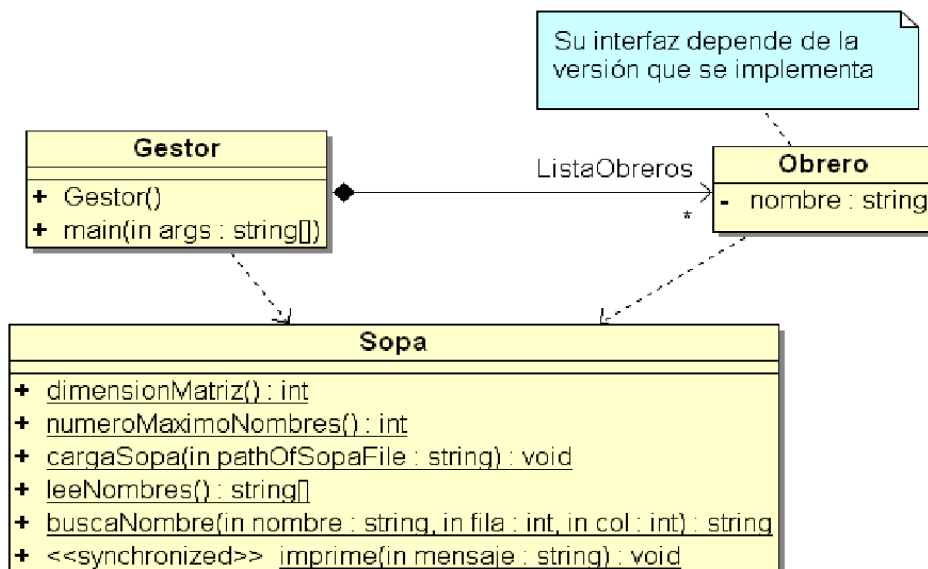 Su interfaz depende de la
versión que se implementa
Gestor
+ Gestor()
+ main(in args : string[])
ListaObreros
*
Obrero
- nombre : string
Sopa
+ dimensionMatriz() : int
+ numeroMaximoNombres() : int
+ cargaSopa(in pathOfSopaFile : string) : void
+ leeNombres() : string[]
+ buscaNombre(in nombre : string, in fila : int, in col : int) : string
+ <<synchronized>> imprime(in mensaje : string) : void